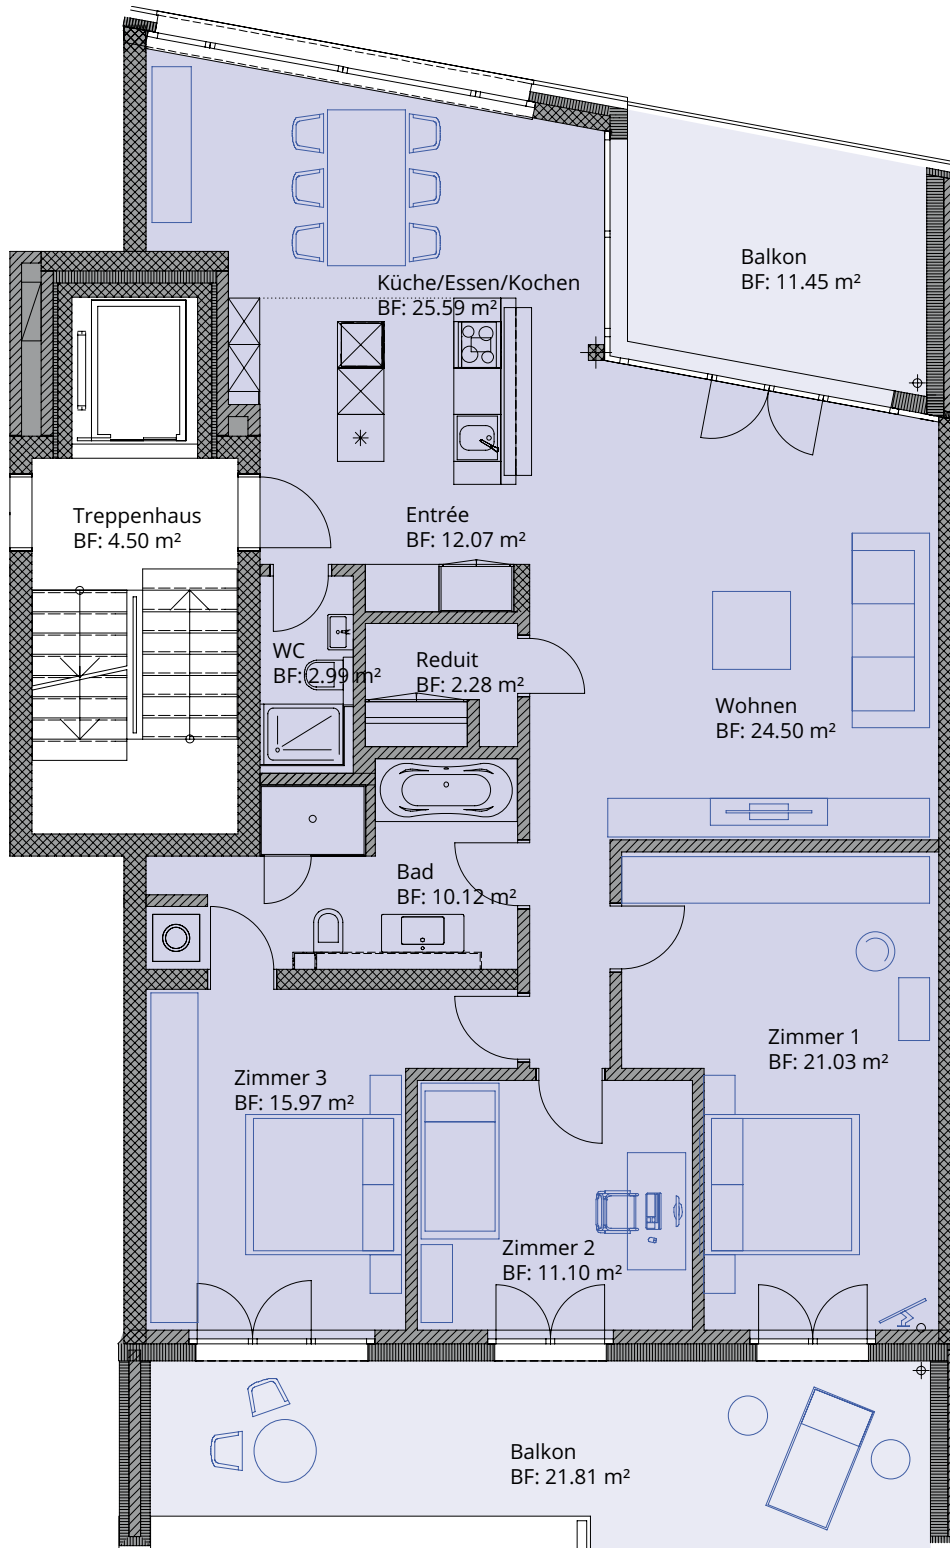 Balkon
BF: 11.45 m²
Küche/Essen/Kochen
BF: 25.59 m²
Treppenhaus
BF: 4.50 m²
Entrée
BF: 12.07 m²
WC
BF: 2.99 m²
Reduit
BF: 2.28 m²
Wohnen
BF: 24.50 m²
Bad
BF: 10.12 m²
Zimmer 1
BF: 21.03 m²
Zimmer 3
BF: 15.97 m²
Zimmer 2
BF: 11.10 m²
Balkon
BF: 21.81 m²